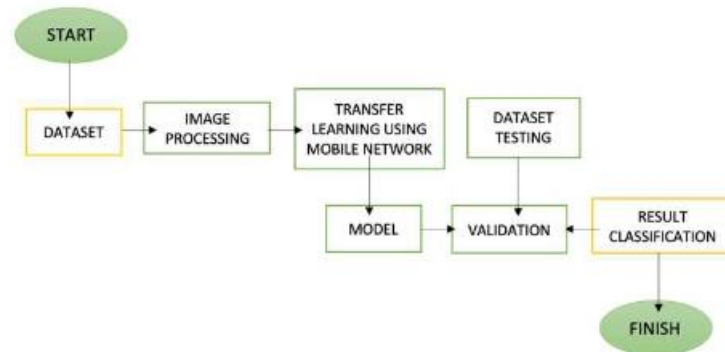 START
DATASET
IMAGE
PROCESSING
TRANSFER
LEARNING USING
MOBILE NETWORK
DATASET
TESTING
MODEL
VALIDATION
RESULT
CLASSIFICATION
FINISH